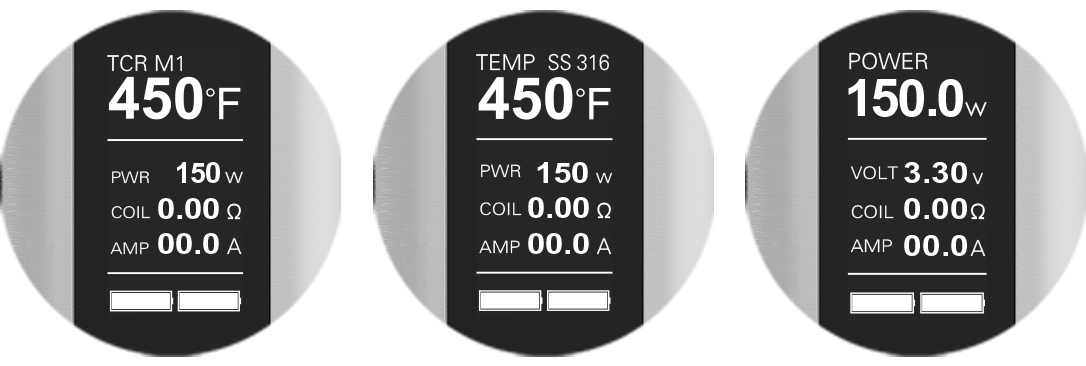 TCR M1
450°F
PWR 150 W
COIL 0.00 Ω
AMP 00.0 A
TEMP SS 316
450°F
PWR 150 W
COIL 0.00 Ω
AMP 00.0 A
POWER
150.0W
VOLT 3.30 V
COIL 0.00Ω
AMP 00.0A